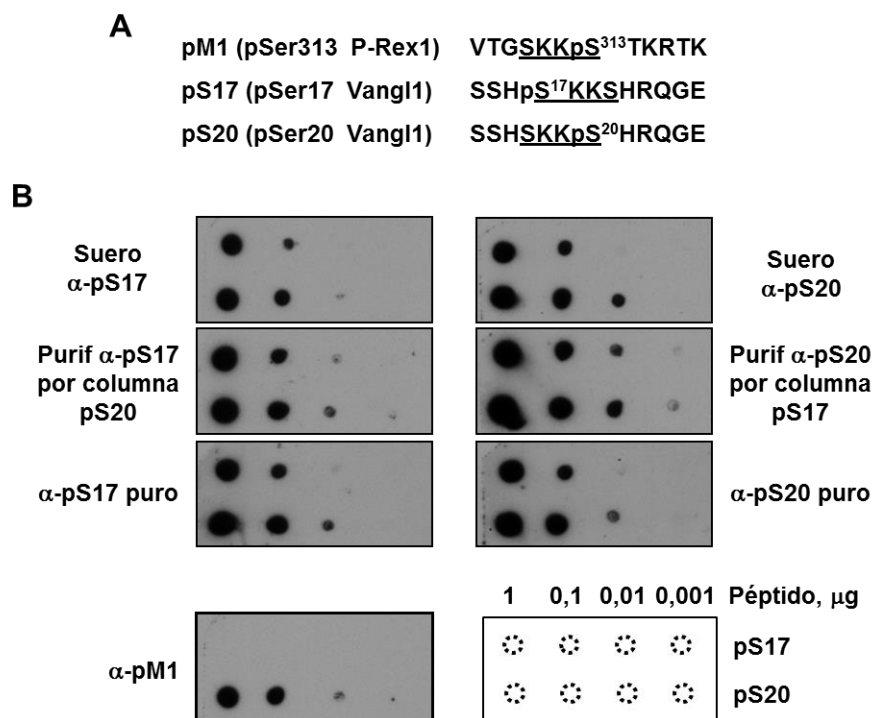 A
pM1 (pSer313 P-Rex1) VTGSKKpS³¹³TKRTK
pS17 (pSer17 Vangl1) SSHpS¹⁷KKSHRQGE
pS20 (pSer20 Vangl1) SSHSKKpS²⁰HRQGE
B
Suero
α-pS17
Suero
α-pS20
Purif α-pS17
por columna
pS20
Purif α-pS20
por columna
pS17
α-pS17 puro
α-pS20 puro
α-pM1
1 0,1 0,01 0,001 Péptido, μg
pS17
pS20